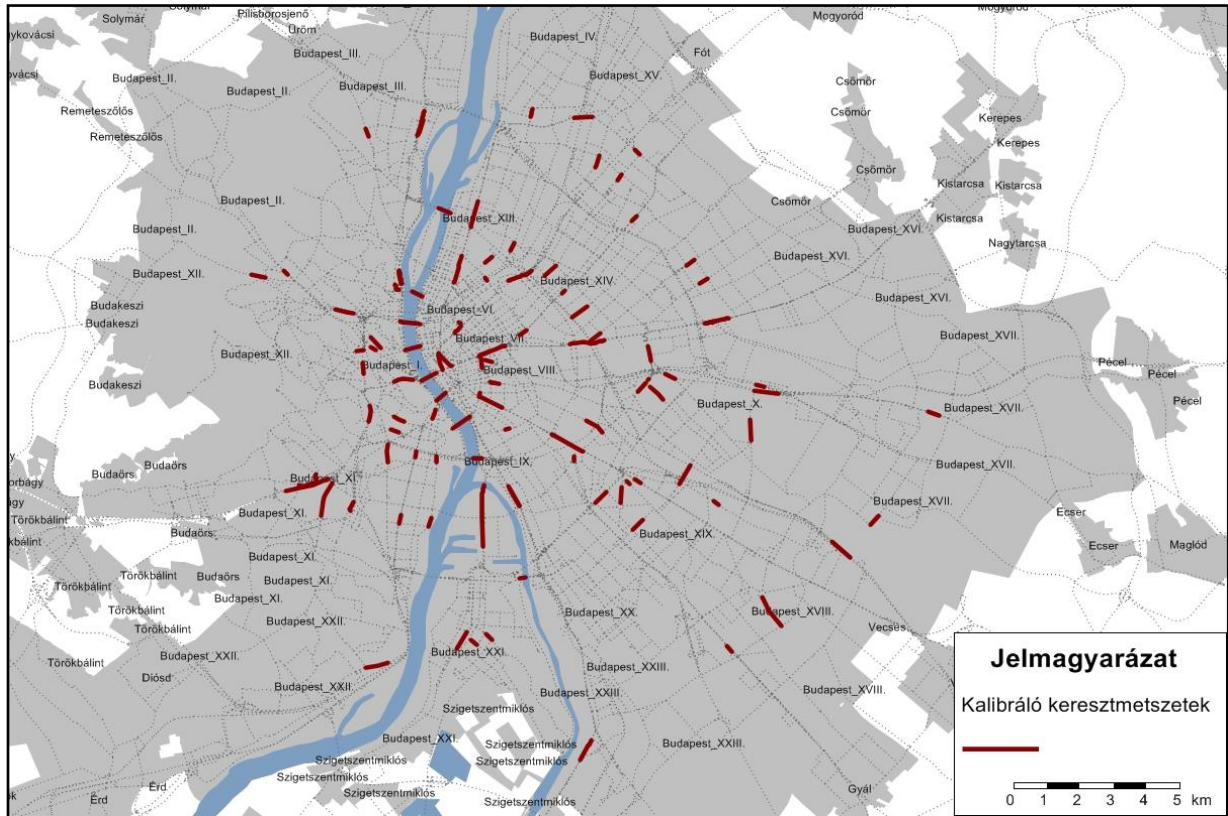 Solymár
Pilisborosjenő
Üröm
Budapest_IV.
Mogyoród
Mogyoród
Budapest_III.
Fót
Budapest_II.
Budapest_III.
Budapest_XV.
Budapest_II.
Csömör
Remeteszőlős
Csömör
Kerepes
Remeteszőlős
Kerepes
Csömör
Kistarcsa
Kistarcsa
Budapest_II.
Csömör
Budapest_XIII.
Kistarcsa
Budapest_II.
Budapest_XVI.
Nagytarcsa
Budapest_XVI.
Budapest_XII.
Budapest_XIV.
Budakeszi
Budapest_VI.
Budapest_XVI.
Budakeszi
Budapest_VII.
Budapest_XVII.
Budapest_XII.
Budapest_I.
Budapest_VIII.
Pécel
Pécel
Budakeszi
Budapest_X.
Pécel
Budapest_XVII.
Budaörs
Budapest_IX.
Budapest_XVII.
Budaörs
Budapest_XI.
Budapest_XVII.
Budapest_XI.
Ecser
Törökbálint
Budaörs
Budapest_XIX.
Ecser
Maglód
Budapest_XI.
Törökbálint
Budaörs
Budapest_XI.
Törökbálint
Budapest_XI.
Budapest_XX.
Budapest_XVIII.
Törökbálint
Budapest_XXII.
Vecsés
Törökbálint
Budapest_XXII.
Budapest_XXI.
Diósd
Budapest_XXIII.
Budapest_XXII.
Budapest_XXIII.
Budapest_XVIII.
Szigetszentmiklós
Budapest_XXI.
Szigetszentmiklós
Budapest_XXIII.
Szigetszentmiklós
Szigetszentmiklós
Szigetszentmiklós
Érd
Érd
Szigetszentmiklós
Szigetszentmiklós
Gyál
Jelmagyarázat
Kalibráló keresztmetszetek
0 1 2 3 4 5 km